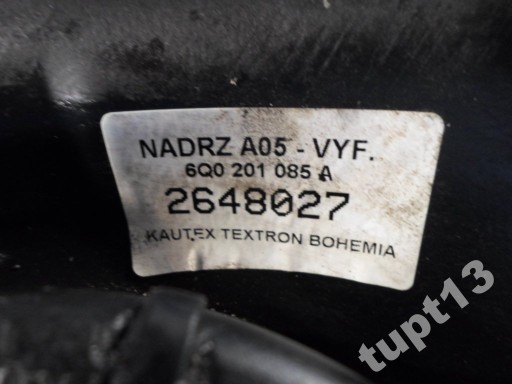 NADRZ A05 - VYF.
6Q0 201 085 A
2648027
KAUTEX TEXTRON BOHEMIA
tupt13